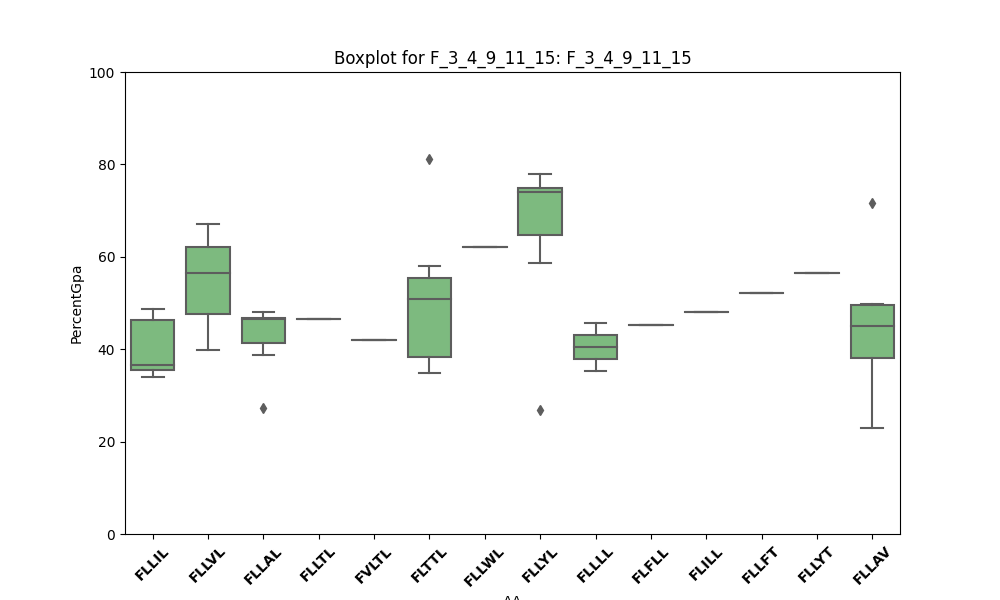 Boxplot for F_3_4_9_11_15: F_3_4_9_11_15
PercentGpa
100
80
60
40
20
0
FLLIL
FLLVL
FLLAL
FLLTL
FVLTL
FLTTL
FLLWL
FLLYL
FLLLL
FLFLL
FLILL
FLLFT
FLLYT
FLLAV
AA